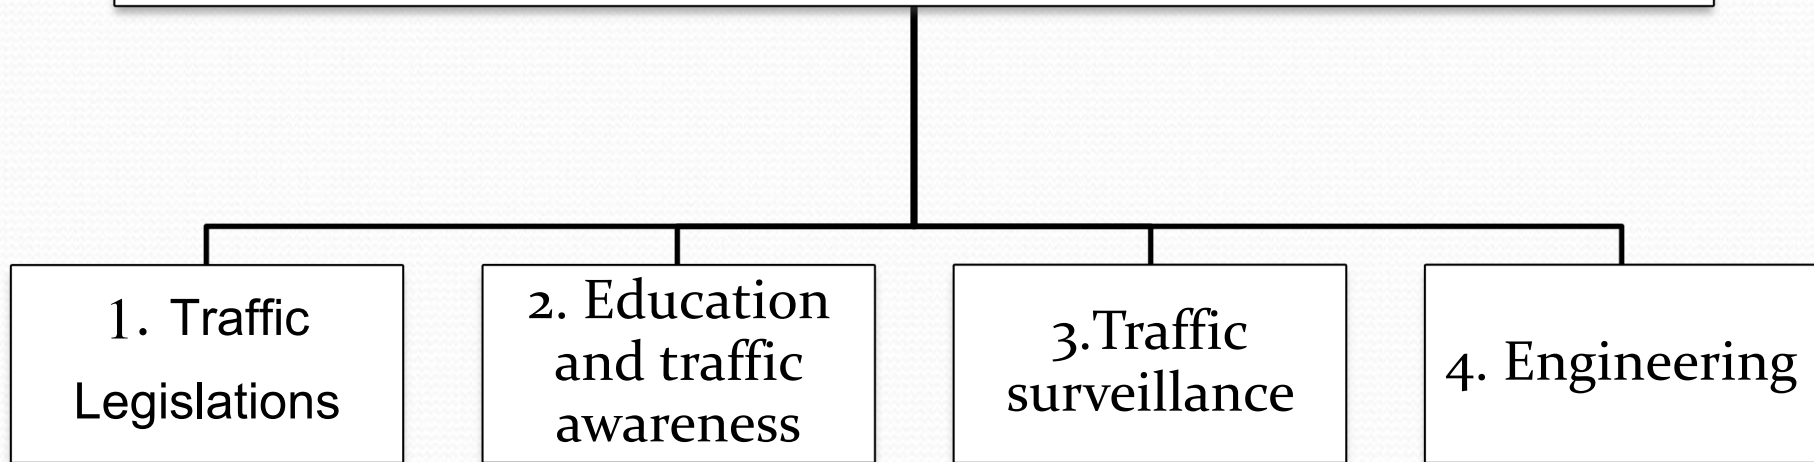 1. Traffic
Legislations
2. Education
and traffic
awareness
3.Traffic
surveillance
4. Engineering